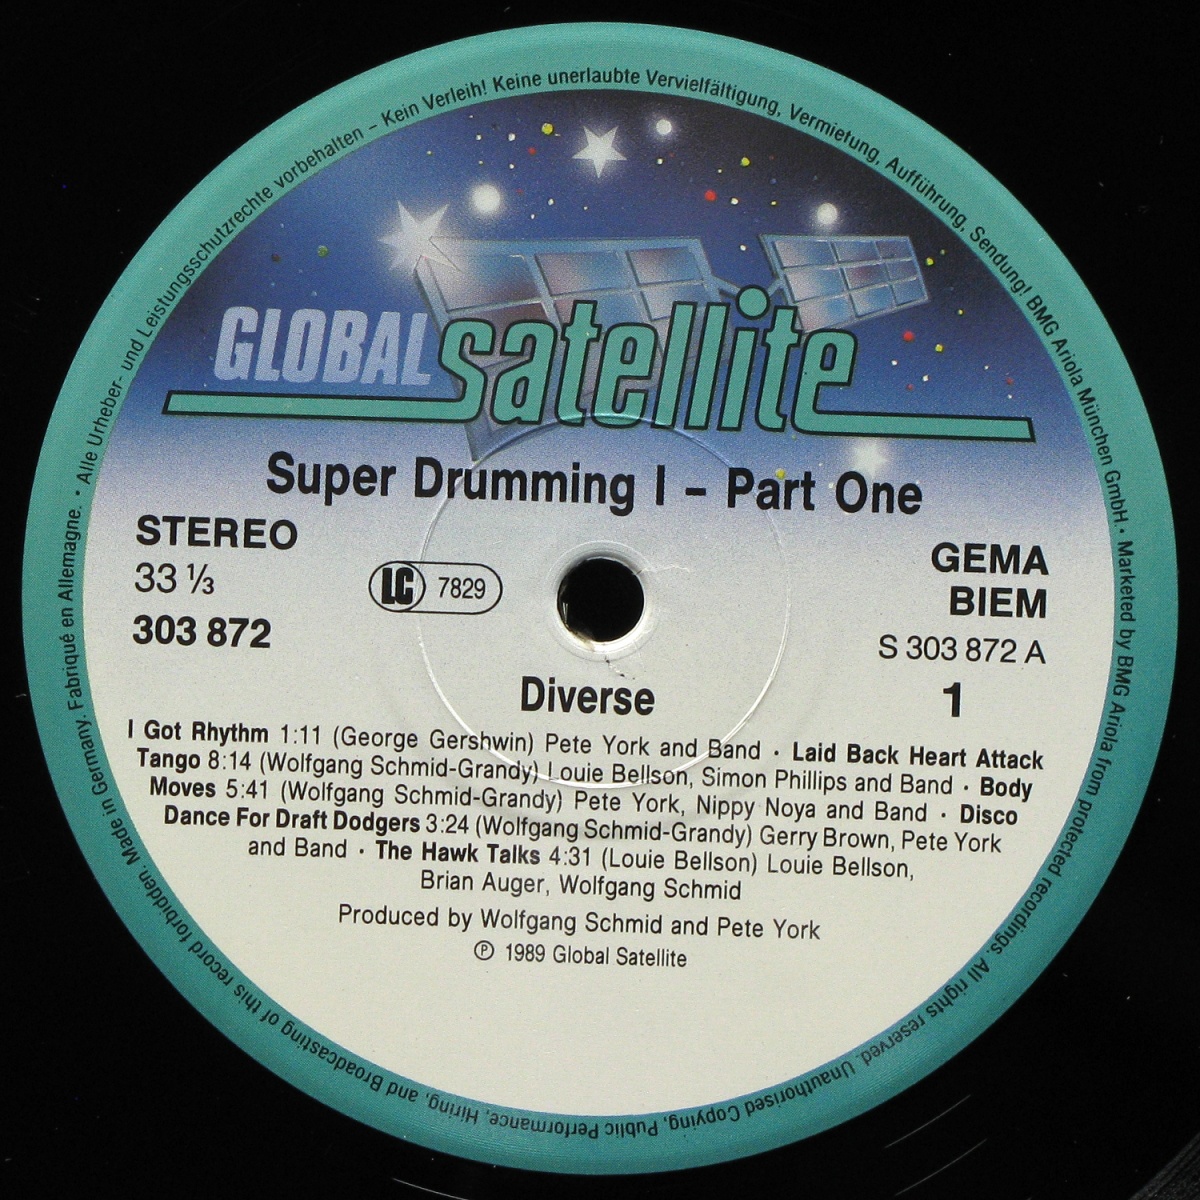 Alle Urheber- und Leistungsschutzrechte vorbehalten – Kein Verleih! Keine unerlaubte Vervielfältigung, Vermietung, Aufführung, Sendung! BMG Ariola München GmbH. • Marketed by BMG Ariola from protected recordings. All rights reserved. Unauthorised Copying, Public Performance, Hiring, and Broadcasting of this record forbidden. Made in Germany. Fabriqué en Allemagne. •
GLOBAL satellite
Super Drumming I – Part One
STEREO
33 ⅓
303 872
LC 7829
GEMA
BIEM
S 303 872 A
1
Diverse
I Got Rhythm 1:11 (George Gershwin) Pete York and Band · Laid Back Heart Attack
Tango 8:14 (Wolfgang Schmid-Grandy) Louie Bellson, Simon Phillips and Band · Body
Moves 5:41 (Wolfgang Schmid-Grandy) Pete York, Nippy Noya and Band · Disco
Dance For Draft Dodgers 3:24 (Wolfgang Schmid-Grandy) Gerry Brown, Pete York
and Band · The Hawk Talks 4:31 (Louie Bellson) Louie Bellson,
Brian Auger, Wolfgang Schmid
Produced by Wolfgang Schmid and Pete York
℗ 1989 Global Satellite